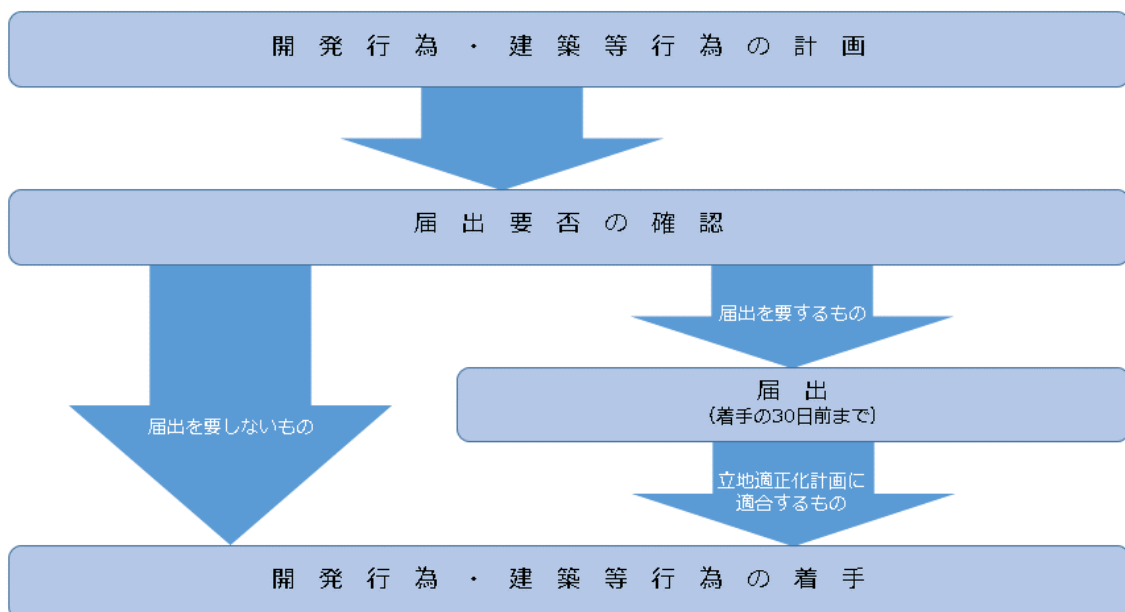 開発行為・建築等行為の計画
届出要否の確認
届出を要するもの
届出を要しないもの
届出
(着手の30日前まで)
立地適正化計画に
適合するもの
開発行為・建築等行為の着手